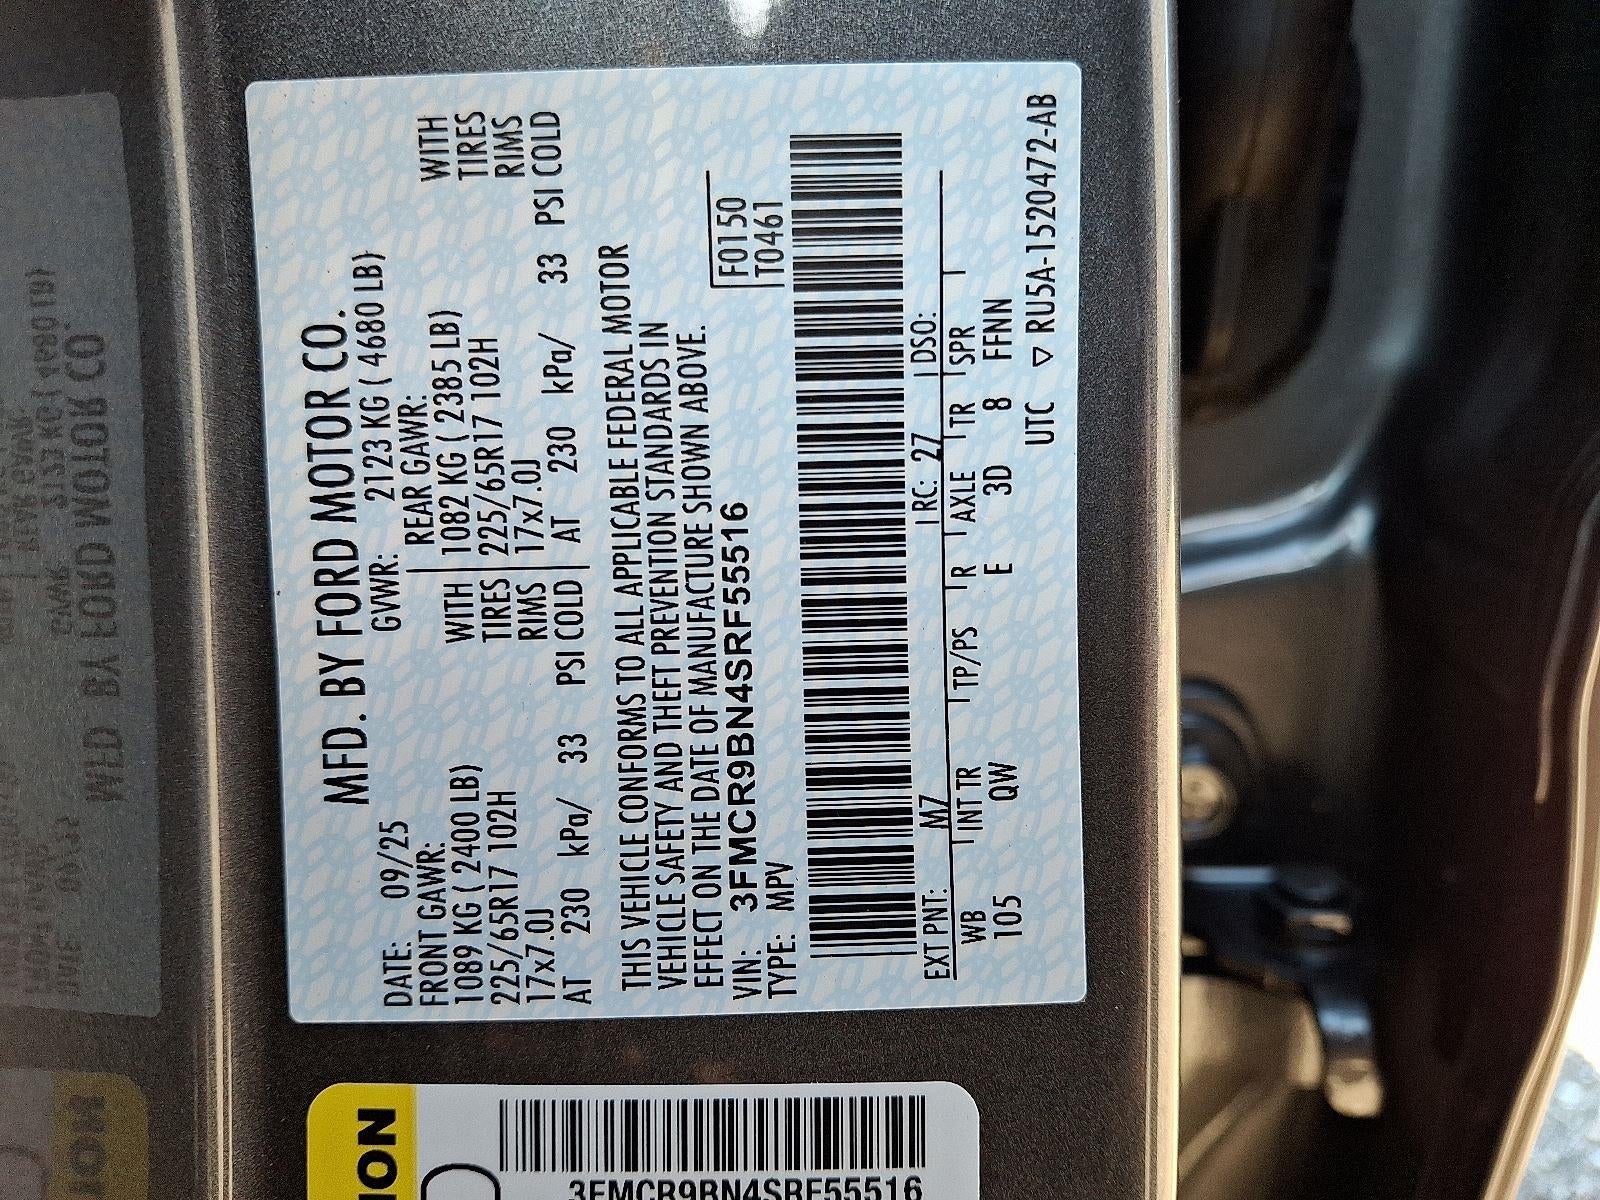 MFD. BY FORD MOTOR CO.
DATE: 09/25 GVWR: 2123 KG ( 4680 LB)
FRONT GAWR: REAR GAWR:
1089 KG ( 2400 LB) WITH 1082 KG ( 2385 LB) WITH
225/65R17 102H TIRES 225/65R17 102H TIRES
17x7.0J RIMS 17x7.0J RIMS
AT 230 kPa/ 33 PSI COLD AT 230 kPa/ 33 PSI COLD
THIS VEHICLE CONFORMS TO ALL APPLICABLE FEDERAL MOTOR
VEHICLE SAFETY AND THEFT PREVENTION STANDARDS IN
EFFECT ON THE DATE OF MANUFACTURE SHOWN ABOVE.
VIN: 3FMCR9BN4SRF55516 F0150
TYPE: MPV T0461
EXT PNT: M7 RC: 27 DSO:
WB INT TR TP/PS R AXLE TR SPR
105 QW E 3D 8 FFNN
UTC ▽ RU5A-1520472-AB
3FMCR9BN4SRF55516